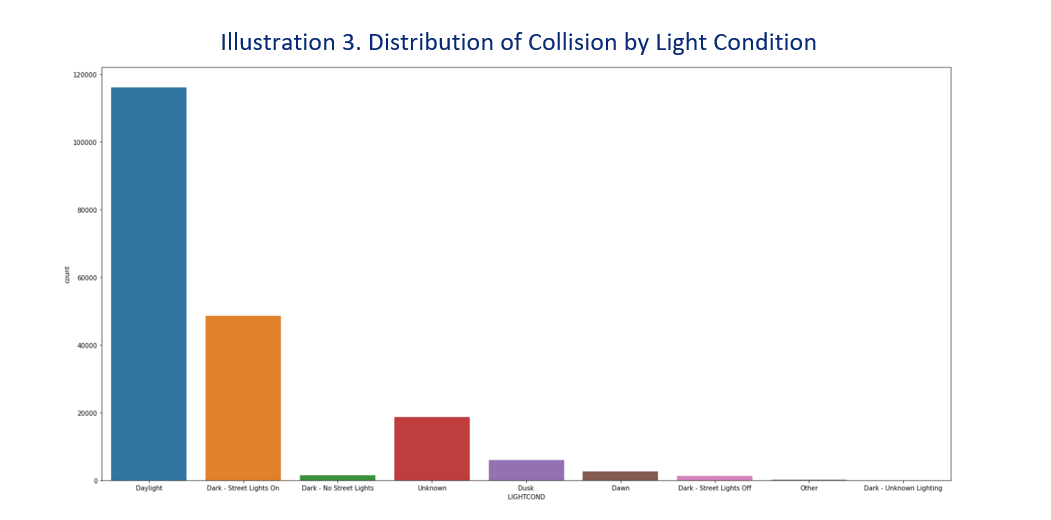 Illustration 3. Distribution of Collision by Light Condition
120000
100000
80000
60000
40000
20000
0
count
Daylight Dark - Street Lights On Dark - No Street Lights Unknown Dusk Dawn Dark - Street Lights Off Other Dark - Unknown Lighting
LIGHTCOND